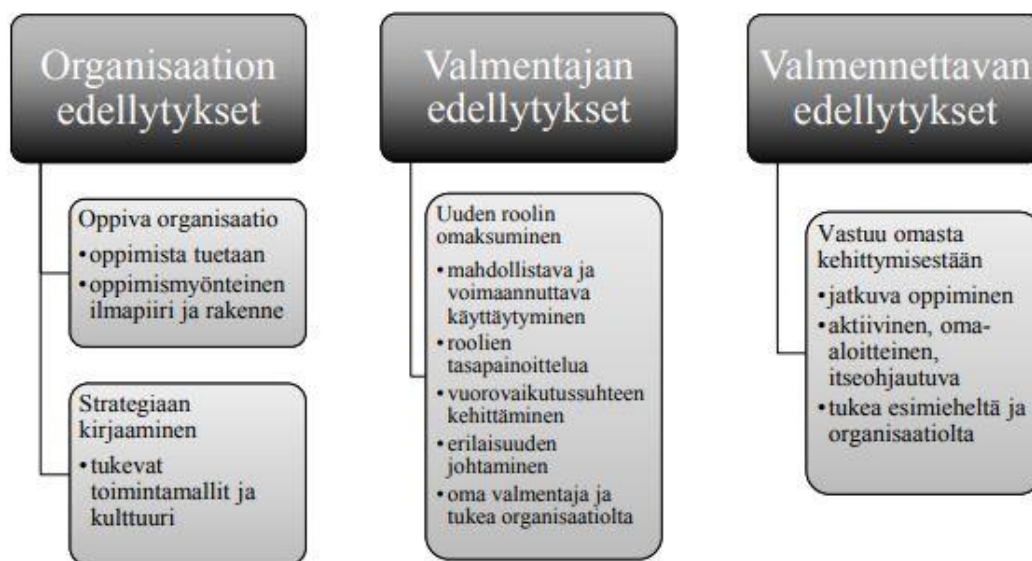 Organisaation
edellytykset
Oppiva organisaatio
•oppimista tuetaan
•oppimismyönteinen
ilmapiiri ja rakenne
Strategiaan
kirjaaminen
•tukevat
toimintamallit ja
kulttuuri
Valmentajan
edellytykset
Uuden roolin
omaksuminen
•mahdollistava ja
voimaannuttava
käyttäytyminen
•roolien
tasapainoittelua
•vuorovaikutussuhteen
kehittäminen
•erilaisuuden
johtaminen
•oma valmentaja ja
tukea organisaatiolta
Valmennettavan
edellytykset
Vastuu omasta
kehittymisestään
•jatkuva oppiminen
•aktiivinen, oma-
aloitteinen,
itseohjautuva
•tukea esimieheltä ja
organisaatiolta